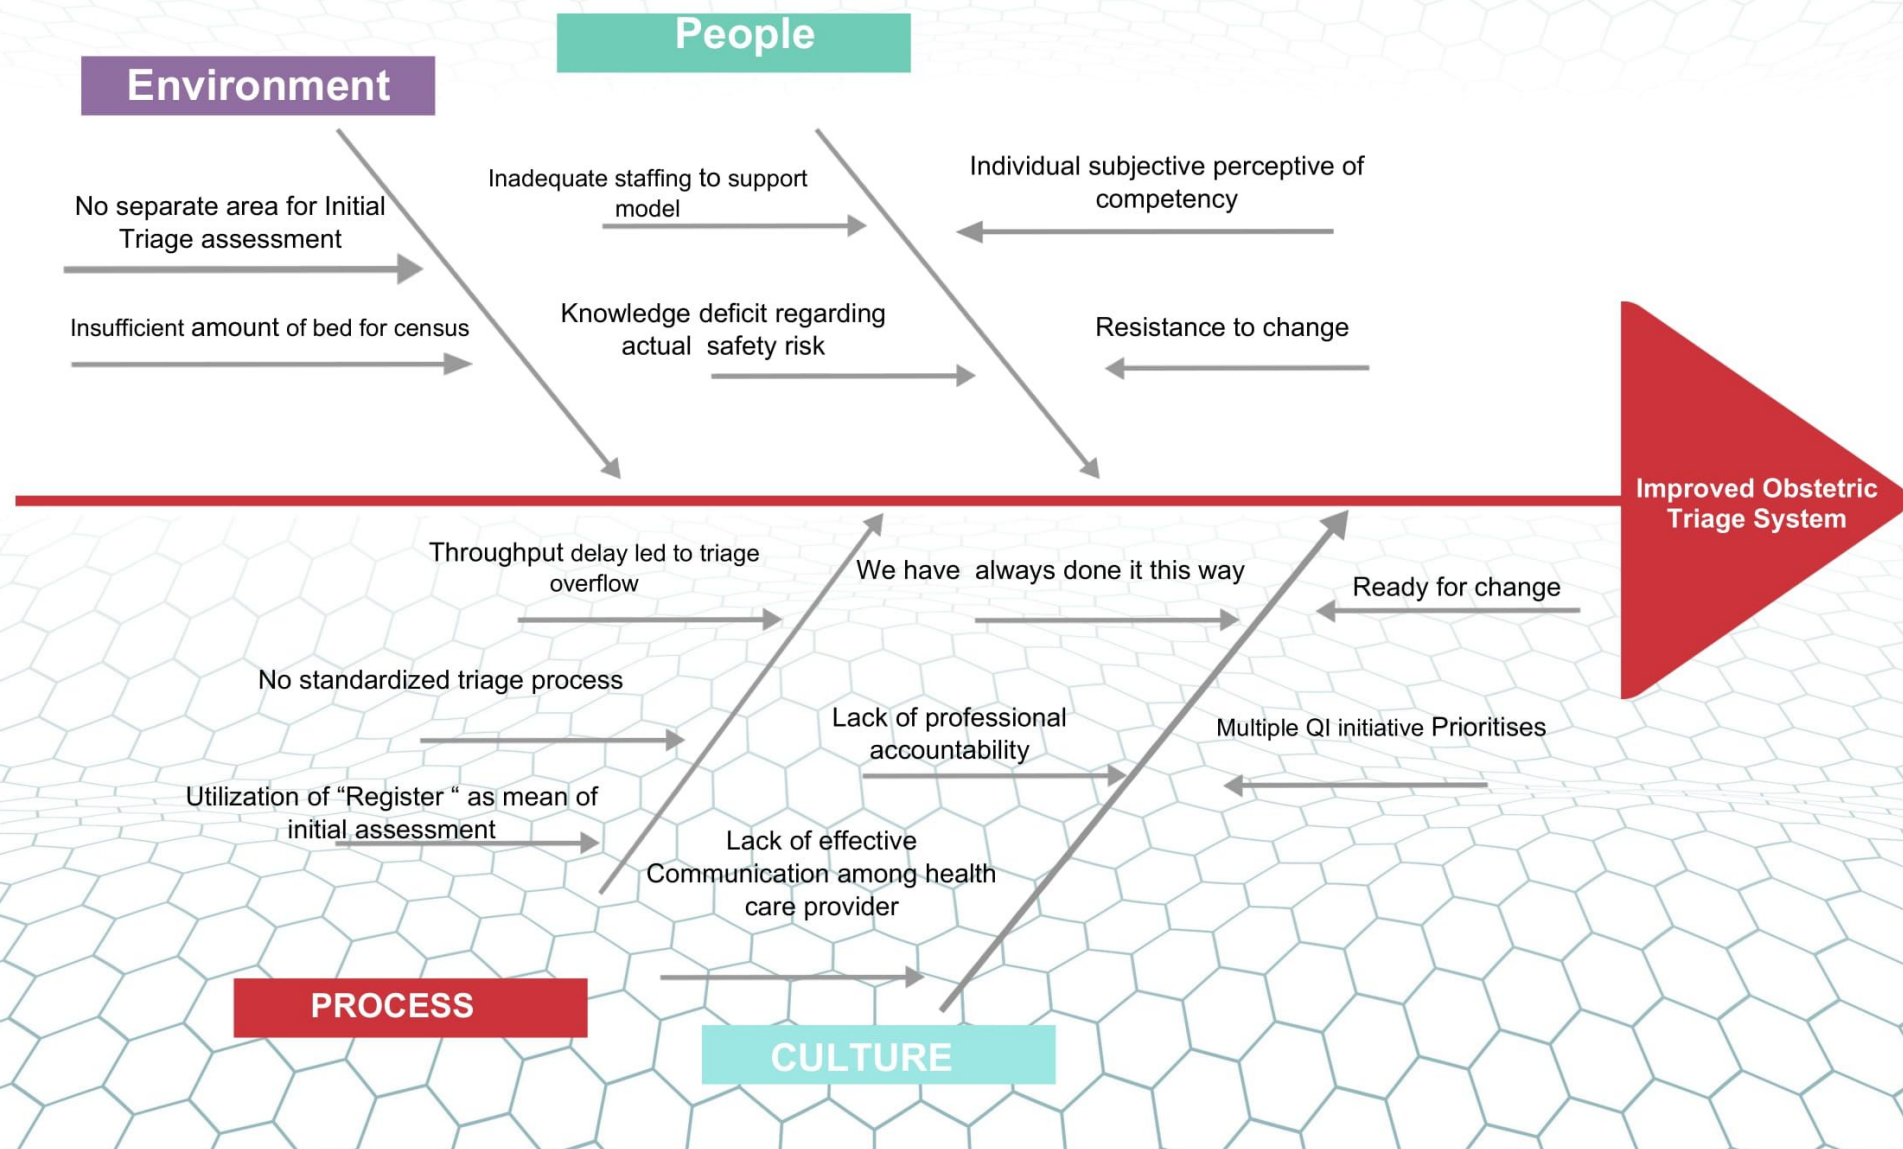 People
Environment
Inadequate staffing to support
model
Individual subjective perceptive of
competency
No separate area for Initial
Triage assessment
Knowledge deficit regarding
actual  safety risk
Insufficient amount of bed for census
Resistance to change
Improved Obstetric
Triage System
Throughput delay led to triage
overflow
We have  always done it this way
Ready for change
No standardized triage process
Lack of professional
accountability
Multiple QI initiative Prioritises
Utilization of “Register “ as mean of
initial assessment
Lack of effective
Communication among health
care provider
PROCESS
CULTURE